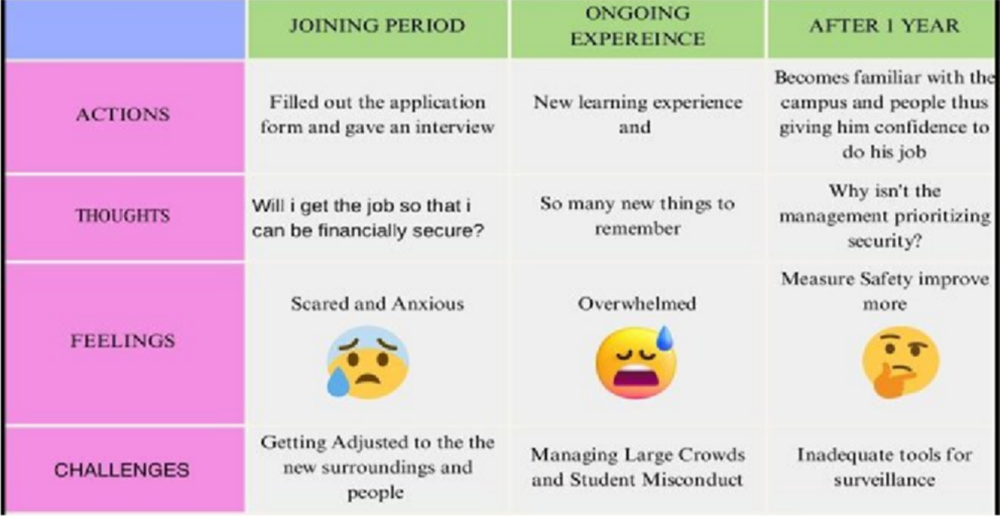 JOINING PERIOD
ONGOING
EXPEREINCE
AFTER 1 YEAR
ACTIONS
Filled out the application
form and gave an interview
New learning experience
and
Becomes familiar with the
campus and people thus
giving him confidence to
do his job
THOUGHTS
Will i get the job so that i
can be financially secure?
So many new things to
remember
Why isn't the
management prioritizing
security?
FEELINGS
Scared and Anxious
Overwhelmed
Measure Safety improve
more
CHALLENGES
Getting Adjusted to the the
new surroundings and
people
Managing Large Crowds
and Student Misconduct
Inadequate tools for
surveillance